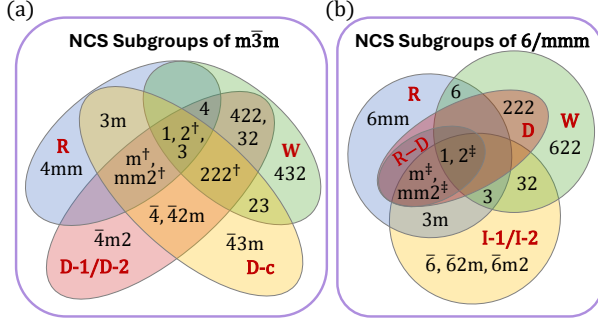 (a)
NCS Subgroups of m3̅m
3m
4
422,
32
R
4mm
1, 2†,
3
W
432
m†,
mm2†
222†
4̅, 4̅2m
23
4̅m2
4̅3m
D-1/D-2
D-c
(b)
NCS Subgroups of 6/mmm
6
R
6mm
222
D
W
622
R–D
1, 2‡
m‡,
mm2‡
3
32
3m
I-1/I-2
6̅, 6̅2m, 6̅m2